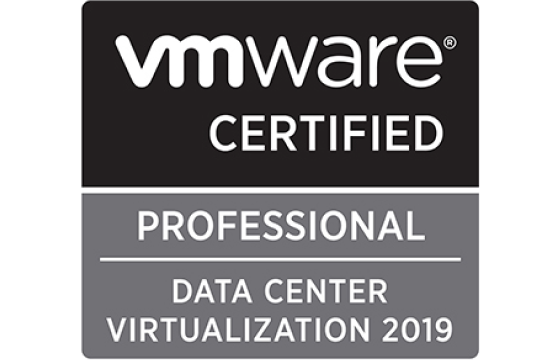 vmware®
CERTIFIED
PROFESSIONAL
DATA CENTER
VIRTUALIZATION 2019